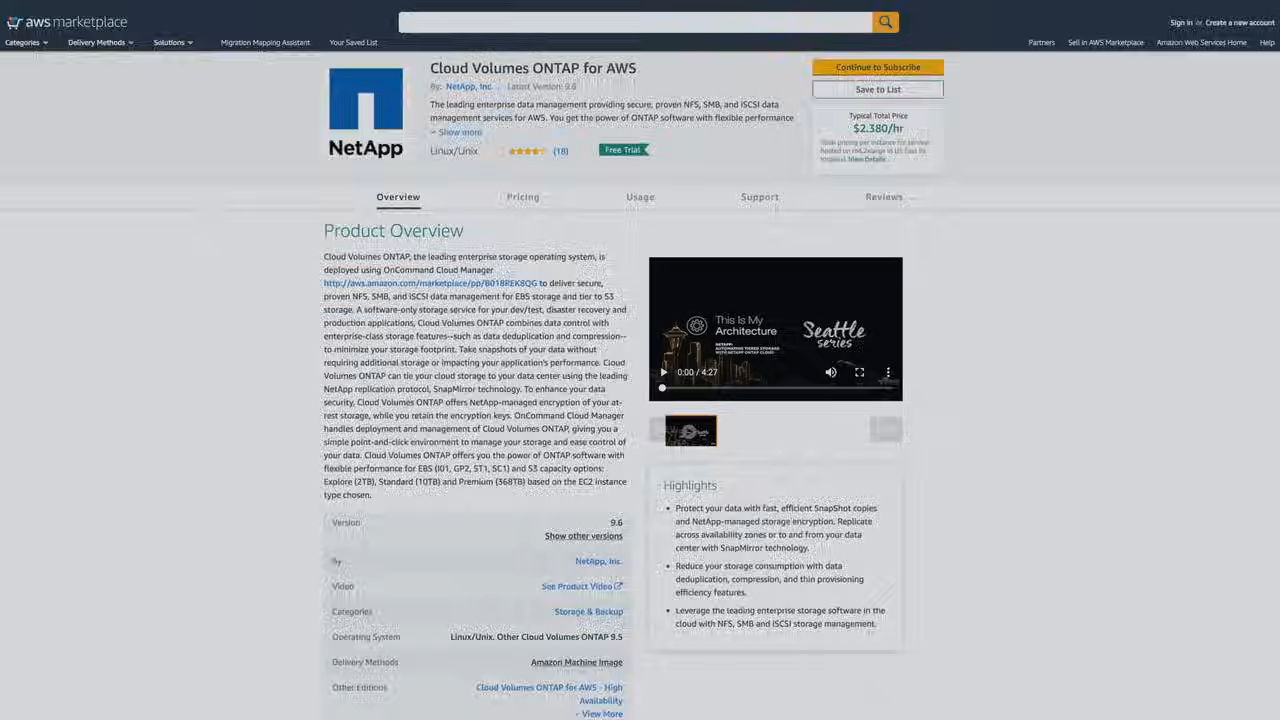 aws marketplace
Sign in or Create a new account
Categories Delivery Methods Solutions Migration Mapping Assistant Your Saved List Partners Sell in AWS Marketplace Amazon Web Services Home Help
Cloud Volumes ONTAP for AWS
By: NetApp, Inc. Latest Version: 9.6
The leading enterprise data management providing secure, proven NFS, SMB, and iSCSI data
management services for AWS. You get the power of ONTAP software with flexible performance
Show more
Linux/Unix (18) Free Trial
NetApp
Continue to Subscribe
Save to List
Typical Total Price
$2.380/hr
Total pricing per instance for services
hosted on
View Details
Overview Pricing Usage Support Reviews
Product Overview
Cloud Volumes ONTAP, the leading enterprise storage operating system, is
deployed using OnCommand Cloud Manager
http://aws.amazon.com/marketplace/pp/B018REK8QG to deliver secure,
proven NFS, SMB, and iSCSI data management for EBS storage and tier to S3
storage. A software-only storage service for your dev/test, disaster recovery and
production applications, Cloud Volumes ONTAP combines data control with
enterprise-class storage features--such as data deduplication and compression--
to minimize your storage footprint. Take snapshots of your data without
requiring additional storage or impacting your application's performance. Cloud
Volumes ONTAP can tie your cloud storage to your data center using the leading
NetApp replication protocol, SnapMirror technology. To enhance your data
security, Cloud Volumes ONTAP offers NetApp-managed encryption of your at-
rest storage, while you retain the encryption keys. OnCommand Cloud Manager
handles deployment and management of Cloud Volumes ONTAP, giving you a
simple point-and-click environment to manage your storage and ease control of
your data. Cloud Volumes ONTAP offers you the power of ONTAP software with
flexible performance for EBS (IO1, GP2, ST1, SC1) and S3 capacity options:
Explore (2TB), Standard (10TB) and Premium (368TB) based on the EC2 instance
type chosen.
Version 9.6
Show other versions
By NetApp, Inc.
Video See Product Video
Categories Storage & Backup
Operating System Linux/Unix, Other Cloud Volumes ONTAP 9.5
Delivery Methods Amazon Machine Image
Other Editions Cloud Volumes ONTAP for AWS - High
Availability
View More
This Is My
Architecture
NETAPP:
AUTOMATING TIERED STORAGE
WITH NETAPP ONTAP CLOUD
Seattle
series
0:00 / 4:27
Highlights
• Protect your data with fast, efficient SnapShot copies
and NetApp-managed storage encryption. Replicate
across availability zones or to and from your data
center with SnapMirror technology.
• Reduce your storage consumption with data
deduplication, compression, and thin provisioning
efficiency features.
• Leverage the leading enterprise storage software in the
cloud with NFS, SMB and iSCSI storage management.